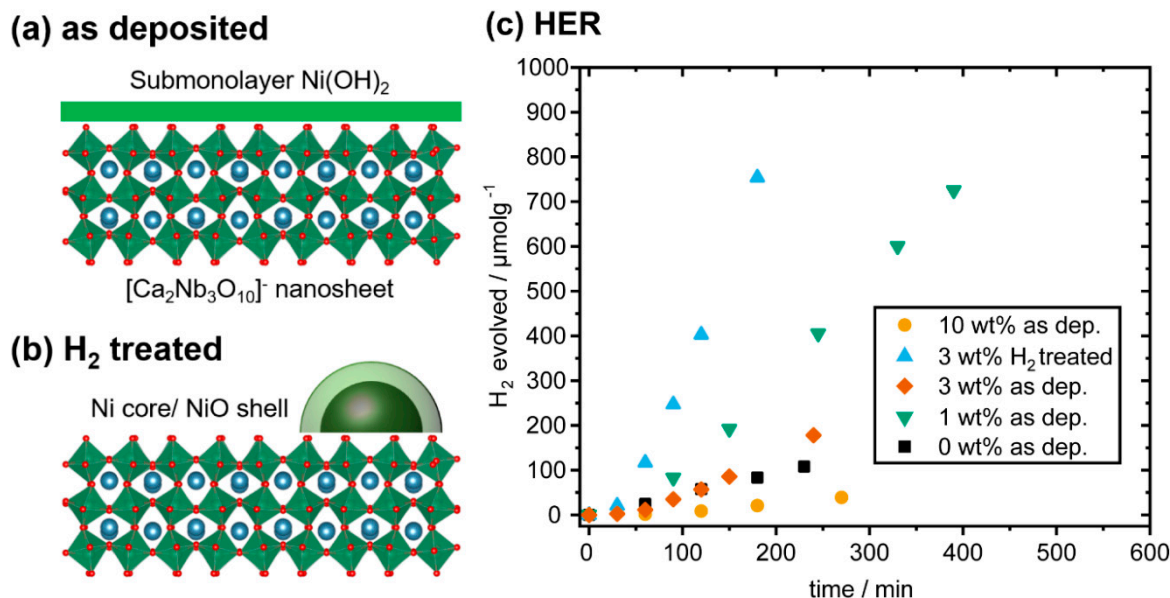 (a) as deposited
Submonolayer Ni(OH)₂
[Ca₂Nb₃O₁₀]⁻ nanosheet
(b) H₂ treated
Ni core/ NiO shell
(c) HER
H₂ evolved / µmolg⁻¹
1000
900
800
700
600
500
400
300
200
100
0
10 wt% as dep.
3 wt% H₂ treated
3 wt% as dep.
1 wt% as dep.
0 wt% as dep.
0 100 200 300 400 500 600
time / min